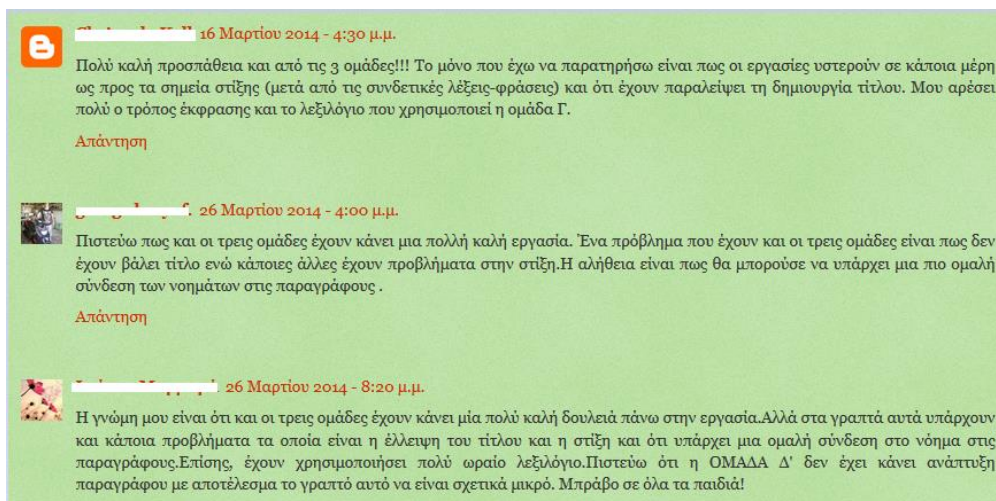 16 Μαρτίου 2014 - 4:30 μ.μ.
Πολύ καλή προσπάθεια και από τις 3 ομάδες!!! Το μόνο που έχω να παρατηρήσω είναι πως οι εργασίες υστερούν σε κάποια μέρη
ως προς τα σημεία στίξης (μετά από τις συνδετικές λέξεις-φράσεις) και ότι έχουν παραλείψει τη δημιουργία τίτλου. Μου αρέσει
πολύ ο τρόπος έκφρασης και το λεξιλόγιο που χρησιμοποιεί η ομάδα Γ.
Απάντηση
26 Μαρτίου 2014 - 4:00 μ.μ.
Πιστεύω πως και οι τρεις ομάδες έχουν κάνει μια πολλή καλή εργασία. Ένα πρόβλημα που έχουν και οι τρεις ομάδες είναι πως δεν
έχουν βάλει τίτλο ενώ κάποιες άλλες έχουν προβλήματα στην στίξη.Η αλήθεια είναι πως θα μπορούσε να υπάρχει μια πιο ομαλή
σύνδεση των νοημάτων στις παραγράφους .
Απάντηση
26 Μαρτίου 2014 - 8:20 μ.μ.
Η γνώμη μου είναι ότι και οι τρεις ομάδες έχουν κάνει μία πολύ καλή δουλειά πάνω στην εργασία.Αλλά στα γραπτά αυτά υπάρχουν
και κάποια προβλήματα τα οποία είναι η έλλειψη του τίτλου και η στίξη και ότι υπάρχει μια ομαλή σύνδεση στο νόημα στις
παραγράφους.Επίσης, έχουν χρησιμοποιήσει πολύ ωραίο λεξιλόγιο.Πιστεύω ότι η ΟΜΑΔΑ Δ' δεν έχει κάνει ανάπτυξη
παραγράφου με αποτέλεσμα το γραπτό αυτό να είναι σχετικά μικρό. Μπράβο σε όλα τα παιδιά!